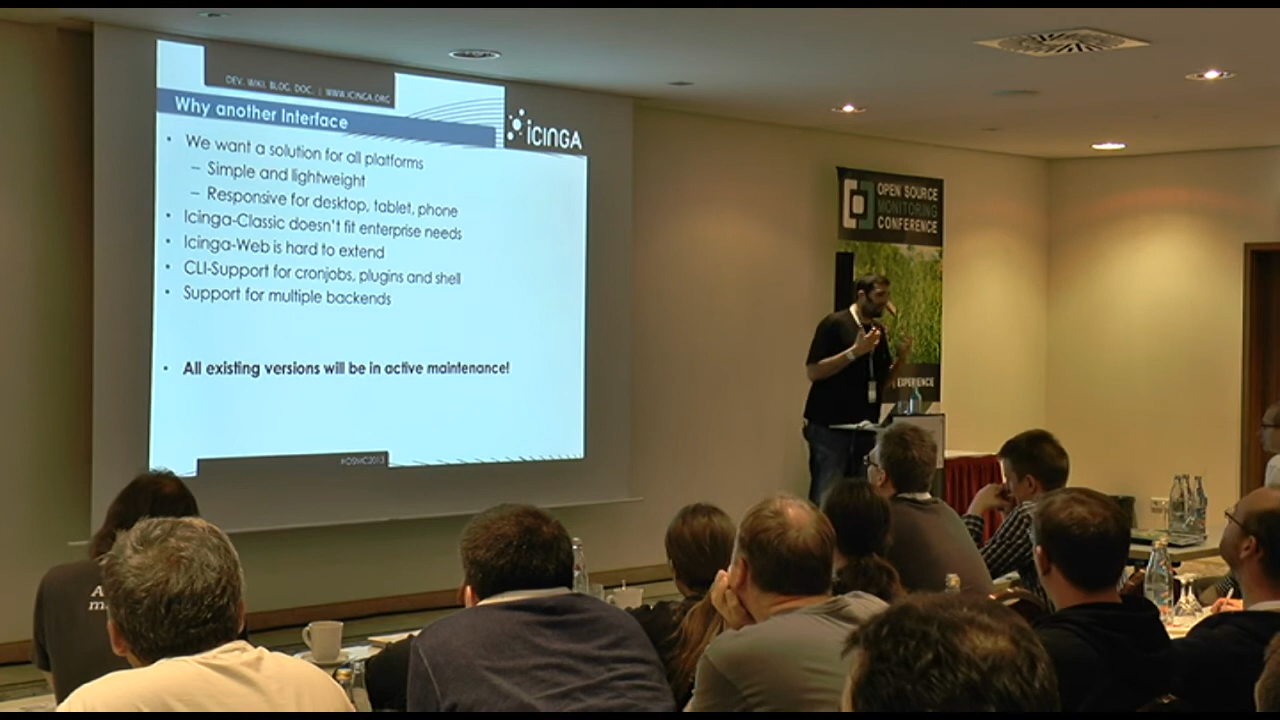 DEV. WIKI. BLOG. DOC. | WWW.ICINGA.ORG
Why another Interface
ICINGA
• We want a solution for all platforms
– Simple and lightweight
– Responsive for desktop, tablet, phone
• Icinga-Classic doesn't fit enterprise needs
• Icinga-Web is hard to extend
• CLI-Support for cronjobs, plugins and shell
• Support for multiple backends
• All existing versions will be in active maintenance!
#OSMC2013
OPEN SOURCE
MONITORING
CONFERENCE
EXPERIENCE